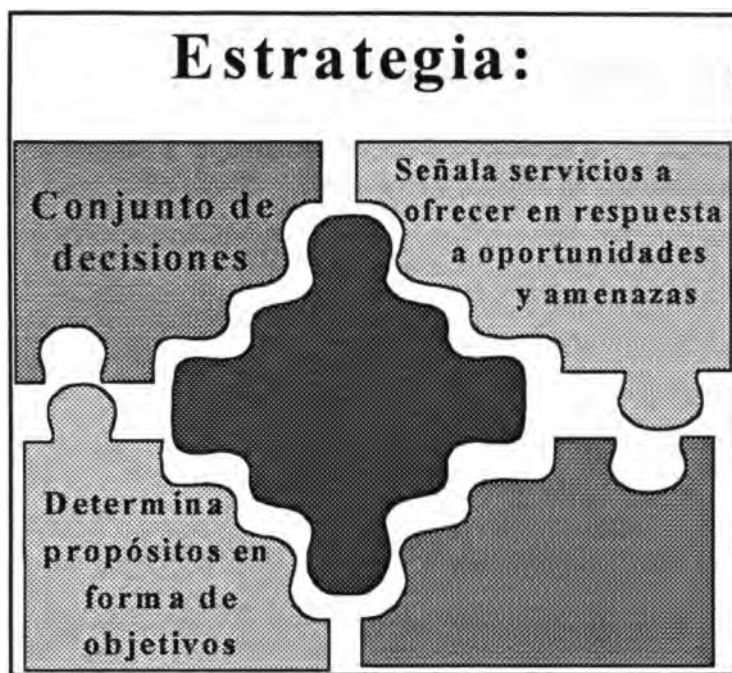 Estrategia:
Conjunto de
decisiones
Señala servicios a
ofrecer en respuesta
a oportunidades
y amenazas
Determina
propósitos en
forma de
objetivos